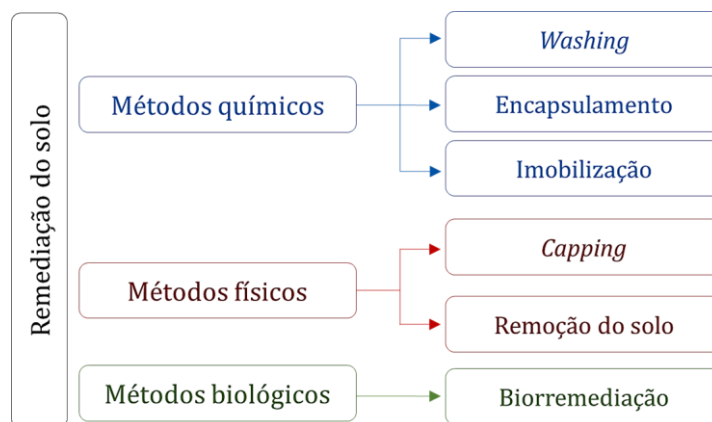 Remediação do solo
Métodos químicos
Washing
Encapsulamento
Imobilização
Métodos físicos
Capping
Remoção do solo
Métodos biológicos
Biorremediação